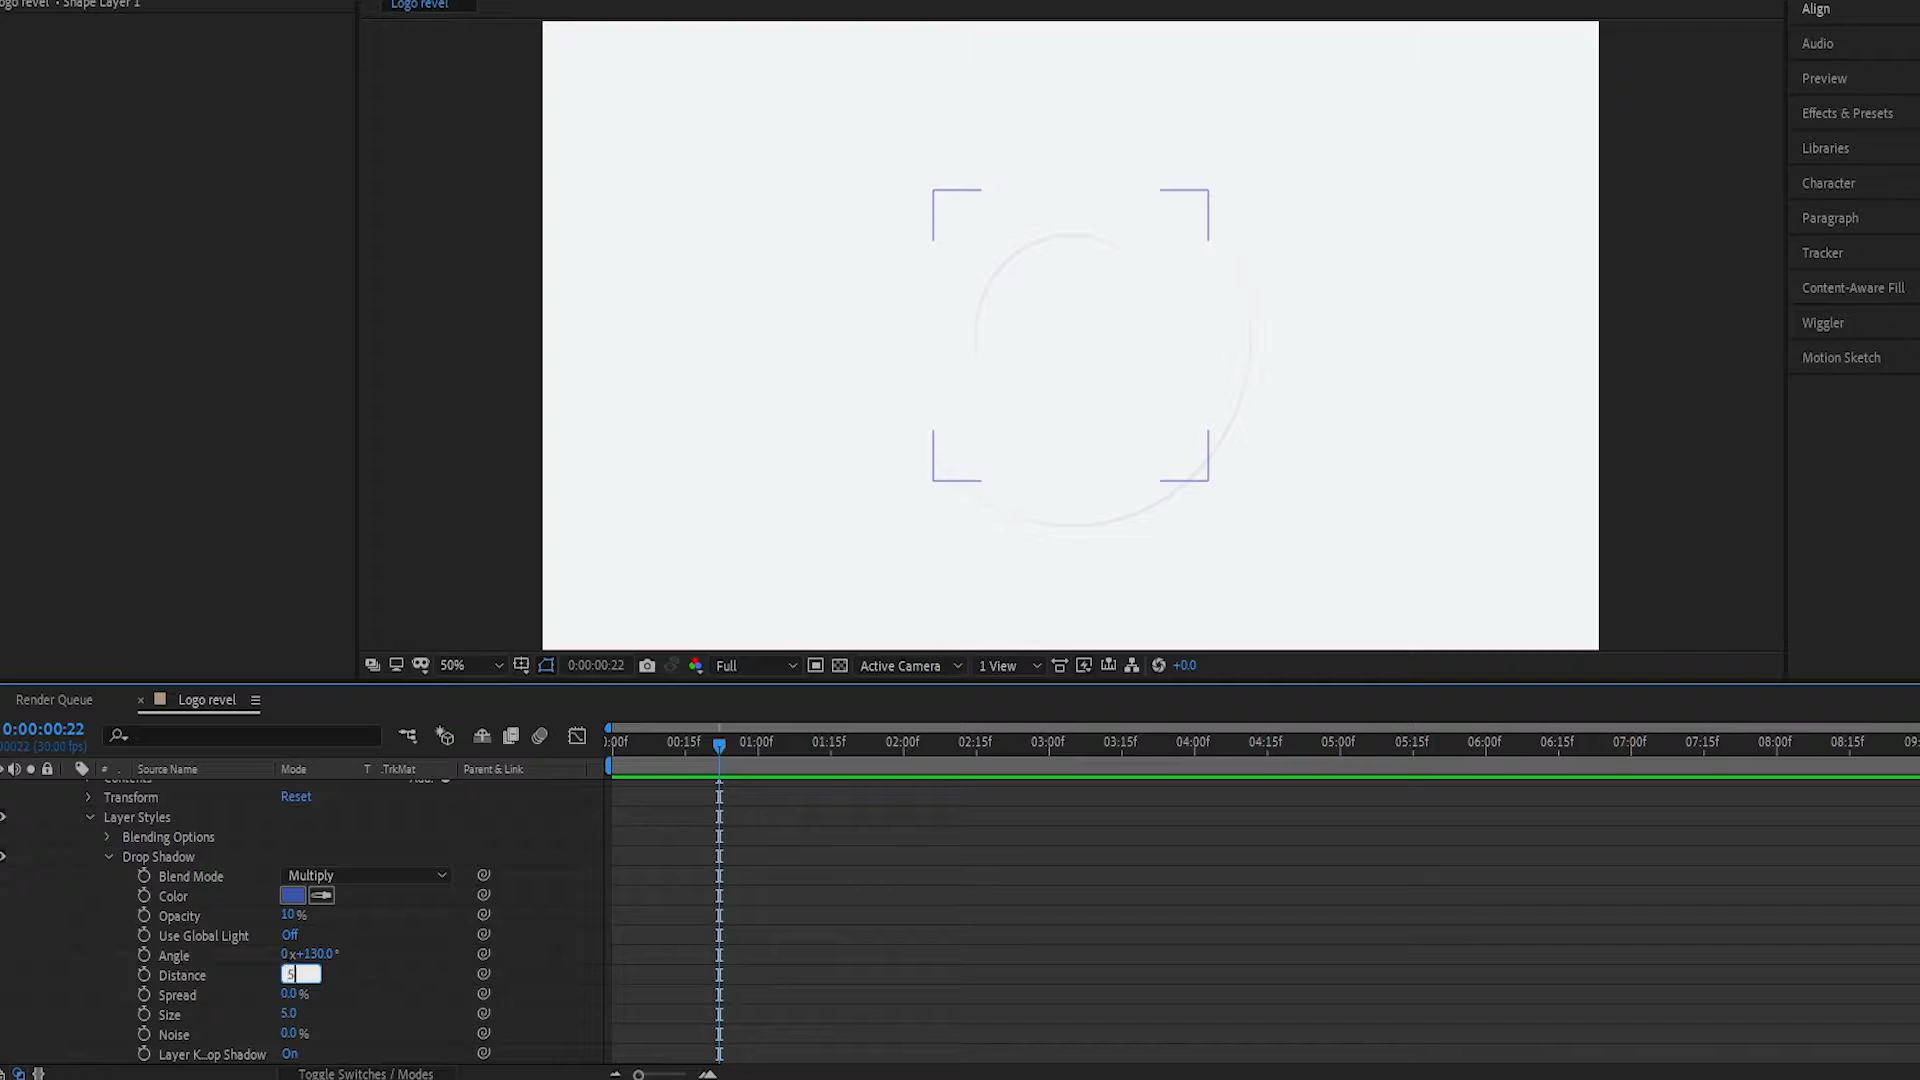 ogo revel • Shape Layer 1
Logo revel
Align
Audio
Preview
Effects & Presets
Libraries
Character
Paragraph
Tracker
Content-Aware Fill
Wiggler
Motion Sketch
50%
0:00:00:22
Full
Active Camera
1 View
+0.0
Render Queue
× Logo revel
0:00:00:22
00022 (30.00 fps)
):00f 00:15f 01:00f 01:15f 02:00f 02:15f 03:00f 03:15f 04:00f 04:15f 05:00f 05:15f 06:00f 06:15f 07:00f 07:15f 08:00f 08:15f 09:
# . Source Name Mode T .TrkMat Parent & Link
Contents Add:
Transform Reset
Layer Styles
Blending Options
Drop Shadow
Blend Mode Multiply
Color
Opacity 10 %
Use Global Light Off
Angle 0 x+130.0 °
Distance 5
Spread 0.0 %
Size 5.0
Noise 0.0 %
Layer K...op Shadow On
Toggle Switches / Modes